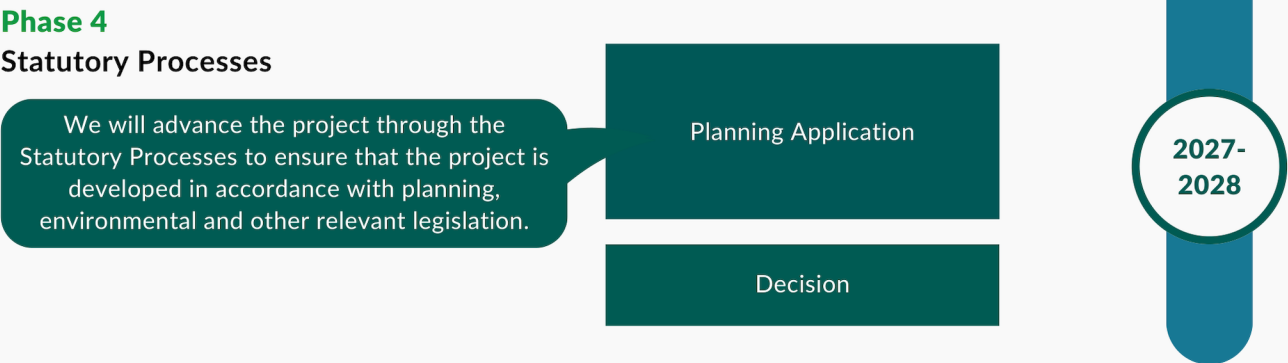 Phase 4
Statutory Processes
We will advance the project through the
Statutory Processes to ensure that the project is
developed in accordance with planning,
environmental and other relevant legislation.
Planning Application
Decision
2027-
2028